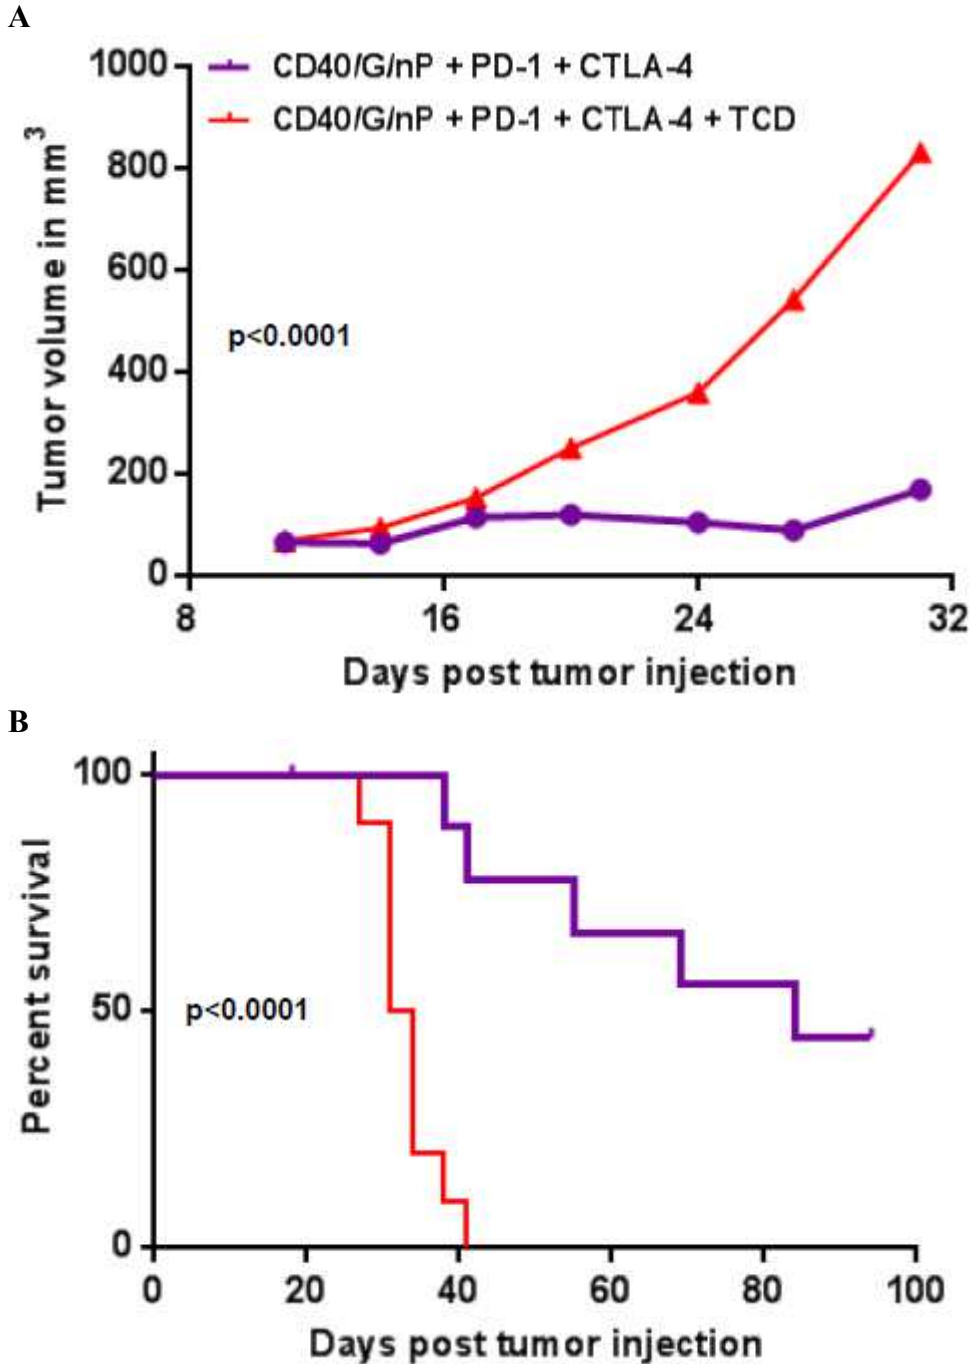 A
1000
CD40/G/nP + PD-1 + CTLA-4
CD40/G/nP + PD-1 + CTLA-4 + TCD
800
600
400
200
0
Tumor volume in mm³
p<0.0001
8 16 24 32
Days post tumor injection
B
100
50
0
Percent survival
p<0.0001
0 20 40 60 80 100
Days post tumor injection